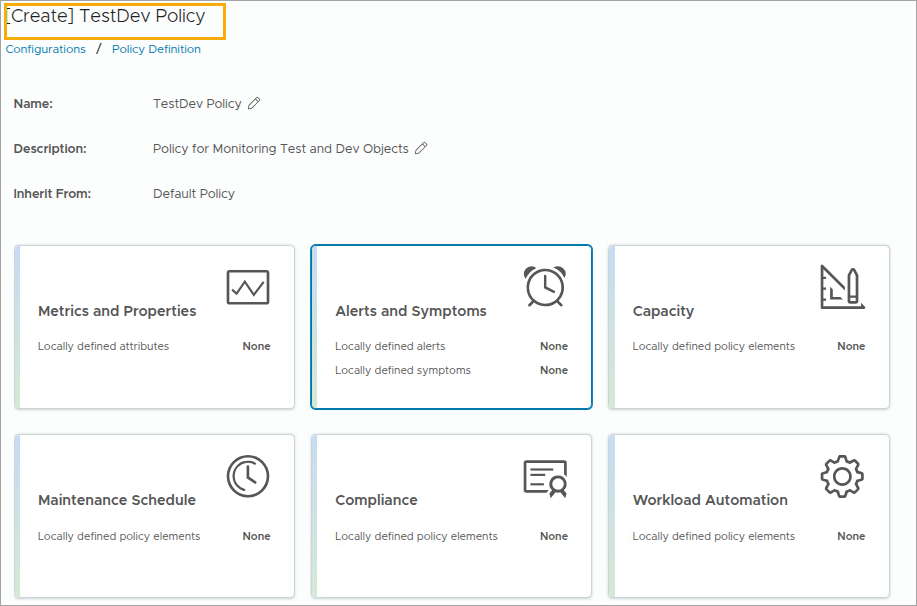 [Create] TestDev Policy
Configurations / Policy Definition
Name: TestDev Policy
Description: Policy for Monitoring Test and Dev Objects
Inherit From: Default Policy
Metrics and Properties
Locally defined attributes None
Alerts and Symptoms
Locally defined alerts None
Locally defined symptoms None
Capacity
Locally defined policy elements None
Maintenance Schedule
Locally defined policy elements None
Compliance
Locally defined policy elements None
Workload Automation
Locally defined policy elements None